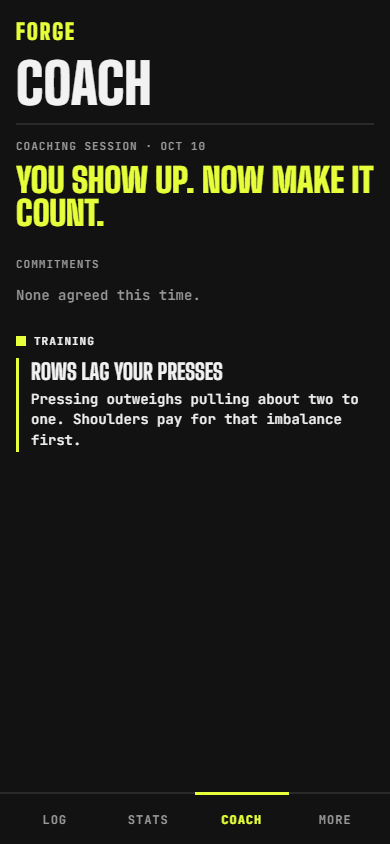 FORGE
COACH
COACHING SESSION · OCT 10
YOU SHOW UP. NOW MAKE IT
COUNT.
COMMITMENTS
None agreed this time.
TRAINING
ROWS LAG YOUR PRESSES
Pressing outweighs pulling about two to
one. Shoulders pay for that imbalance
first.
LOG STATS COACH MORE